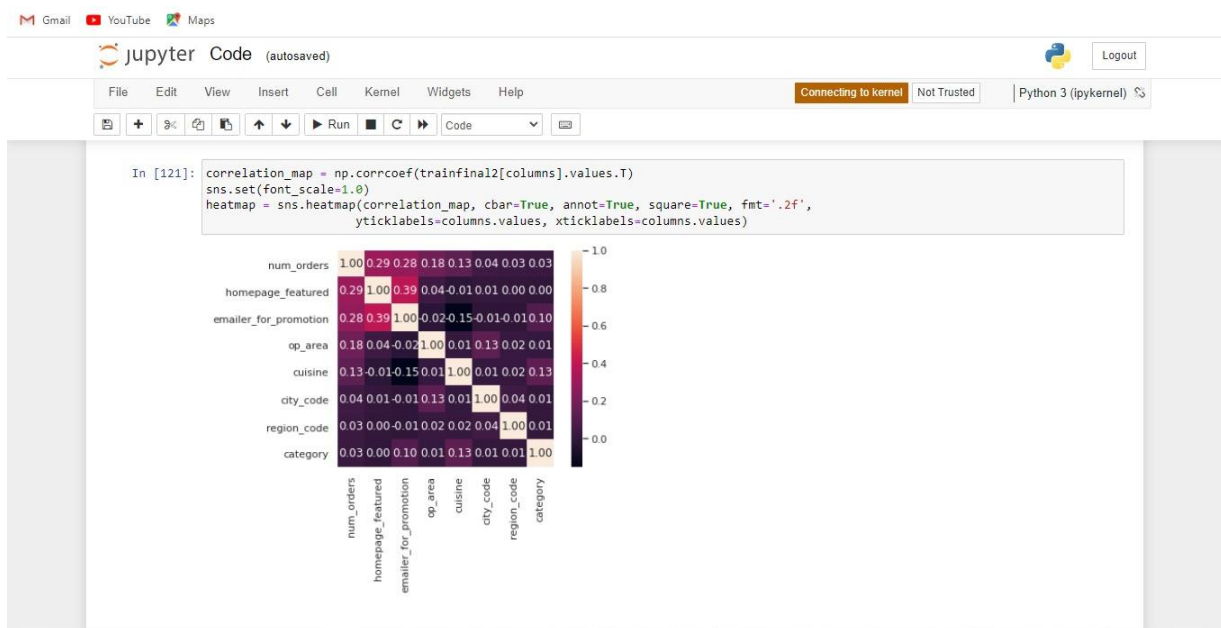 Gmail YouTube Maps
jupyter Code (autosaved) Logout
File Edit View Insert Cell Kernel Widgets Help Connecting to kernel Not Trusted Python 3 (ipykernel)
Run Code
In [121]: correlation_map = np.corrcoef(trainfinal2[columns].values.T)
sns.set(font_scale=1.0)
heatmap = sns.heatmap(correlation_map, cbar=True, annot=True, square=True, fmt='.2f',
yticklabels=columns.values, xticklabels=columns.values)
num_orders 1.00 0.29 0.28 0.18 0.13 0.04 0.03 0.03
homepage_featured 0.29 1.00 0.39 0.04 -0.01 0.01 0.00 0.00
emailer_for_promotion 0.28 0.39 1.00 -0.02 -0.15 -0.01 -0.01 0.10
op_area 0.18 0.04 -0.02 1.00 0.01 0.13 0.02 0.01
cuisine 0.13 -0.01 -0.15 0.01 1.00 0.01 0.02 0.13
city_code 0.04 0.01 -0.01 0.13 0.01 1.00 0.04 0.01
region_code 0.03 0.00 -0.01 0.02 0.02 0.04 1.00 0.01
category 0.03 0.00 0.10 0.01 0.13 0.01 0.01 1.00
num_orders
homepage_featured
emailer_for_promotion
op_area
cuisine
city_code
region_code
category
1.0
0.8
0.6
0.4
0.2
0.0